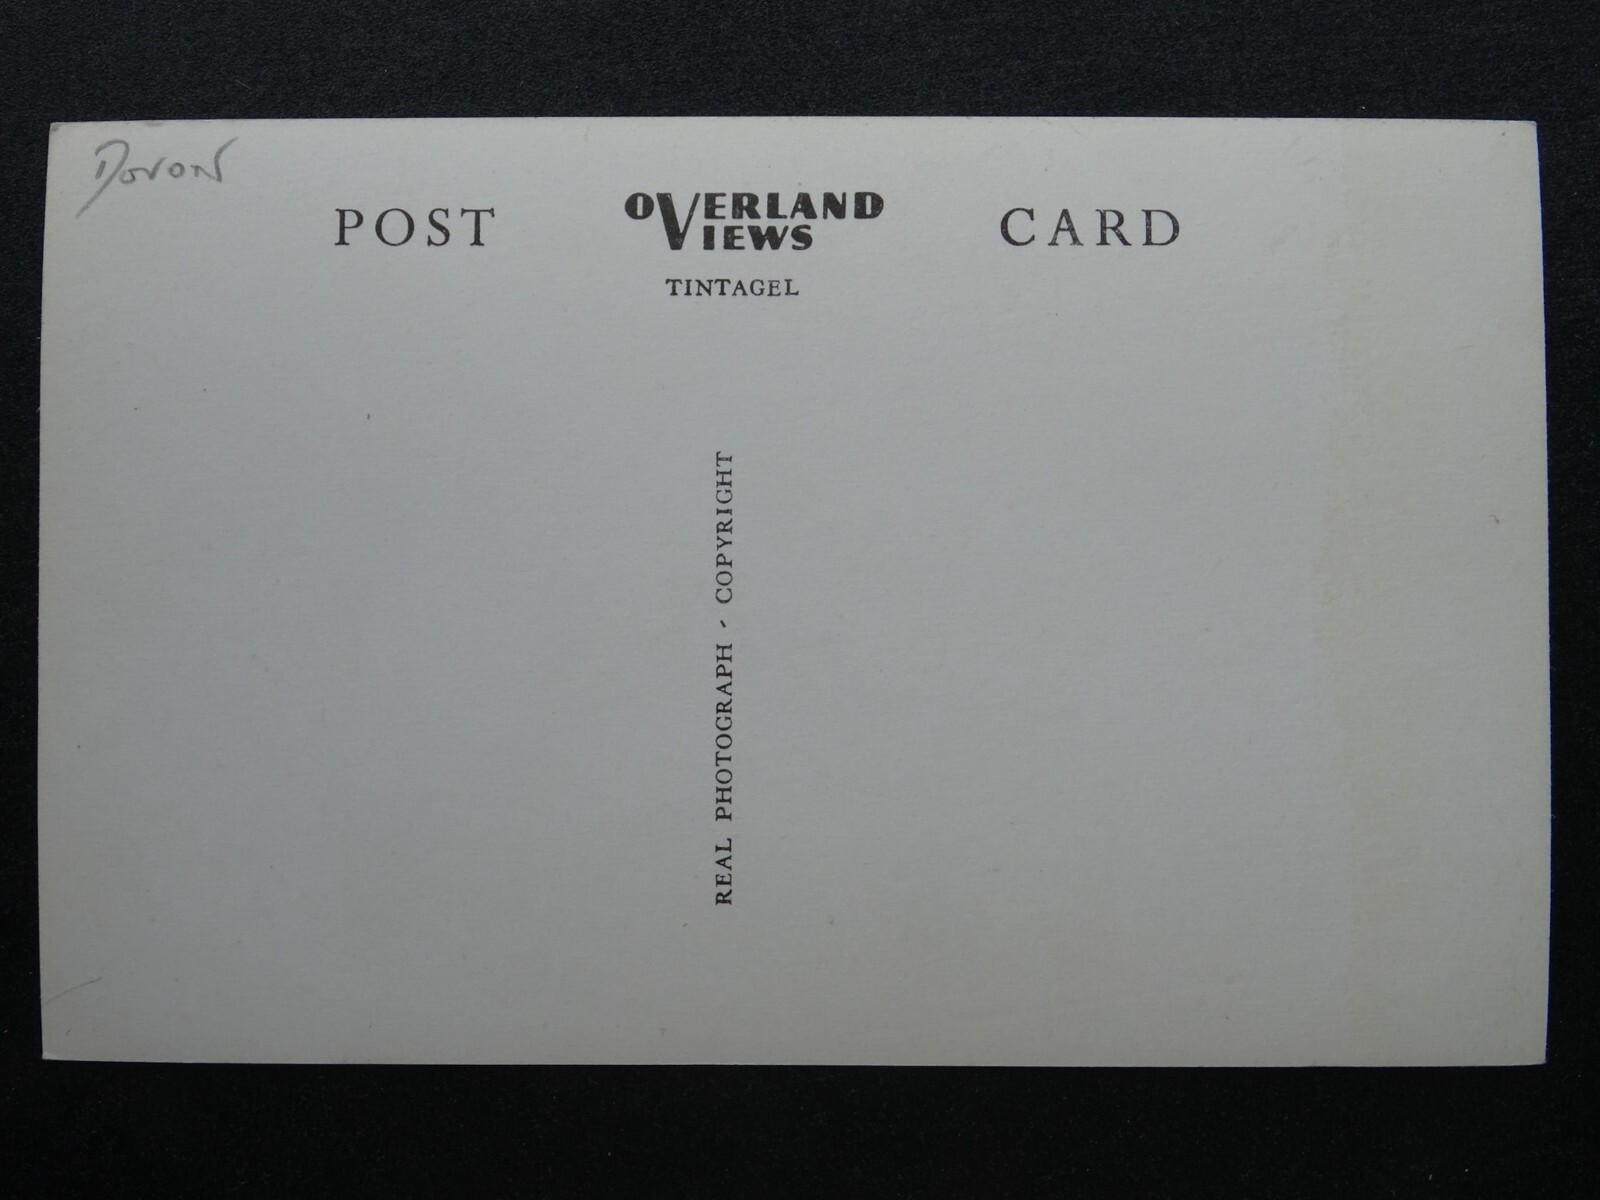 Devon
POST OVERLAND VIEWS CARD
TINTAGEL
REAL PHOTOGRAPH - COPYRIGHT